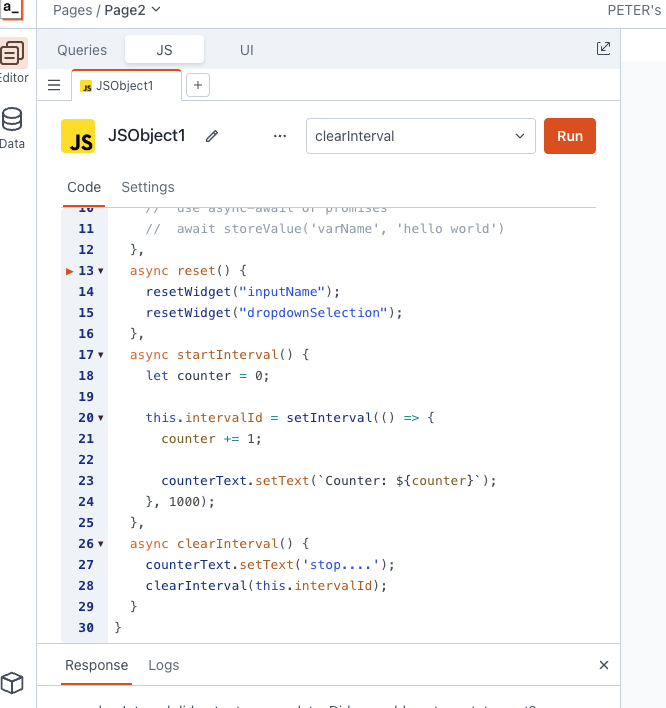 a_
Pages / Page2
PETER's
Editor
Data
Queries
JS
UI
JS JSObject1
+
JS
JSObject1
...
clearInterval
Run
Code
Settings
10 // use async-await or promises
11 // await storeValue('varName', 'hello world')
12 },
13 async reset() {
14 resetWidget("inputName");
15 resetWidget("dropdownSelection");
16 },
17 async startInterval() {
18 let counter = 0;
19
20 this.intervalId = setInterval(() => {
21 counter += 1;
22
23 counterText.setText(`Counter: ${counter}`);
24 }, 1000);
25 },
26 async clearInterval() {
27 counterText.setText('stop....');
28 clearInterval(this.intervalId);
29 }
30 }
Response
Logs